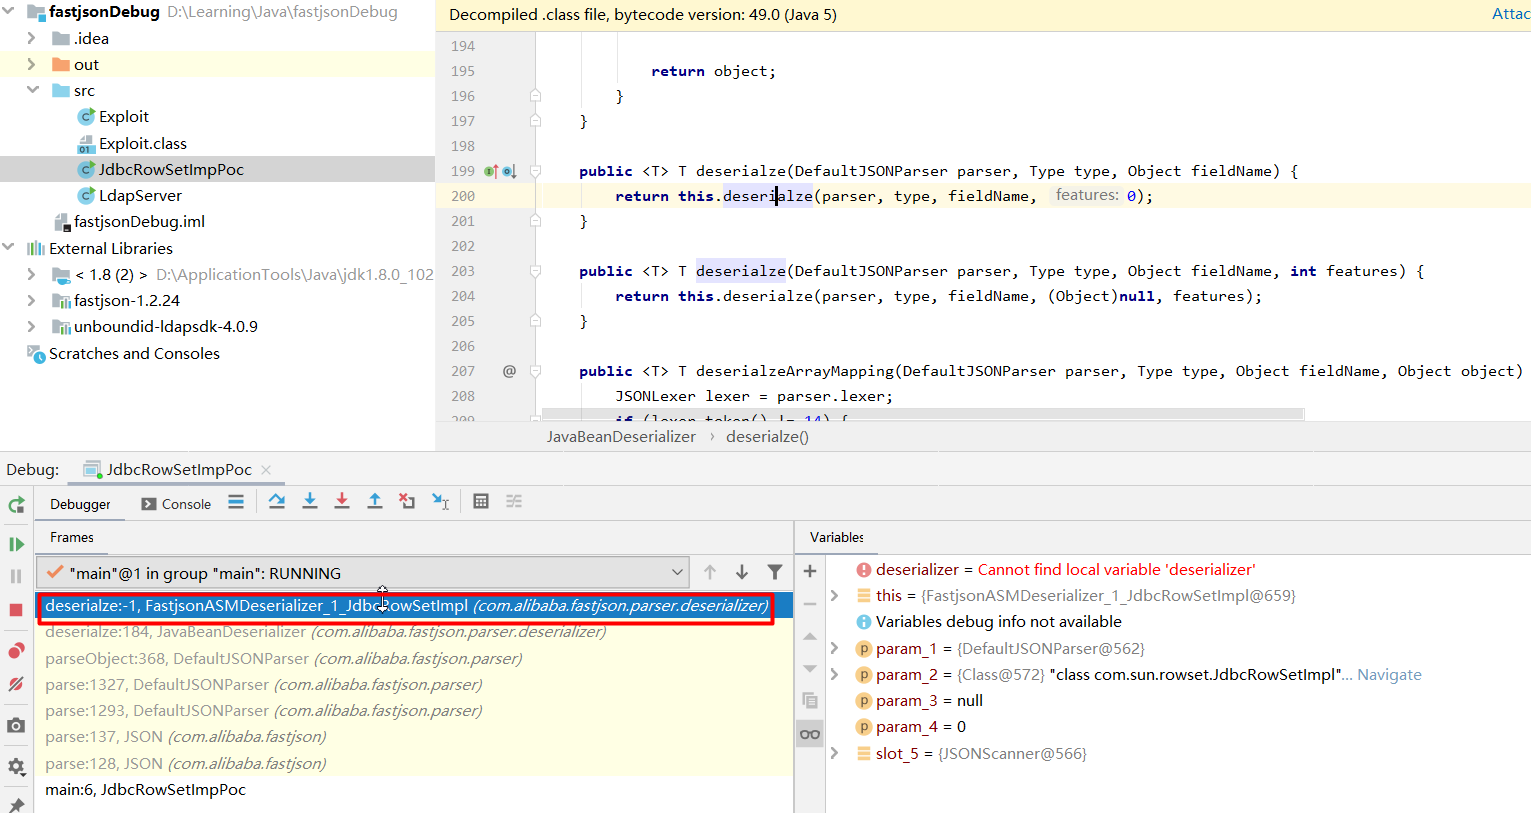 fastjsonDebug D:\Learning\Java\fastjsonDebug
.idea
out
src
Exploit
Exploit.class
JdbcRowSetImpPoc
LdapServer
fastjsonDebug.iml
External Libraries
< 1.8 (2) > D:\ApplicationTools\Java\jdk1.8.0_102
fastjson-1.2.24
unboundid-ldapsdk-4.0.9
Scratches and Consoles
Decompiled .class file, bytecode version: 49.0 (Java 5) Attac
194
195 return object;
196 }
197 }
198
199 public <T> T deserialze(DefaultJSONParser parser, Type type, Object fieldName) {
200 return this.deserialze(parser, type, fieldName, features: 0);
201 }
202
203 public <T> T deserialze(DefaultJSONParser parser, Type type, Object fieldName, int features) {
204 return this.deserialze(parser, type, fieldName, (Object)null, features);
205 }
206
207 @ public <T> T deserialzeArrayMapping(DefaultJSONParser parser, Type type, Object fieldName, Object object)
208 JSONLexer lexer = parser.lexer;
209 if (lexer.token() != 14) {
JavaBeanDeserializer › deserialze()
Debug: JdbcRowSetImpPoc ×
Debugger Console
Frames
"main"@1 in group "main": RUNNING
deserialze:-1, FastjsonASMDeserializer_1_JdbcRowSetImpl (com.alibaba.fastjson.parser.deserializer)
deserialze:184, JavaBeanDeserializer (com.alibaba.fastjson.parser.deserializer)
parseObject:368, DefaultJSONParser (com.alibaba.fastjson.parser)
parse:1327, DefaultJSONParser (com.alibaba.fastjson.parser)
parse:1293, DefaultJSONParser (com.alibaba.fastjson.parser)
parse:137, JSON (com.alibaba.fastjson)
parse:128, JSON (com.alibaba.fastjson)
main:6, JdbcRowSetImpPoc
Variables
deserializer = Cannot find local variable 'deserializer'
this = {FastjsonASMDeserializer_1_JdbcRowSetImpl@659}
Variables debug info not available
param_1 = {DefaultJSONParser@562}
param_2 = {Class@572} "class com.sun.rowset.JdbcRowSetImpl"... Navigate
param_3 = null
param_4 = 0
slot_5 = {JSONScanner@566}